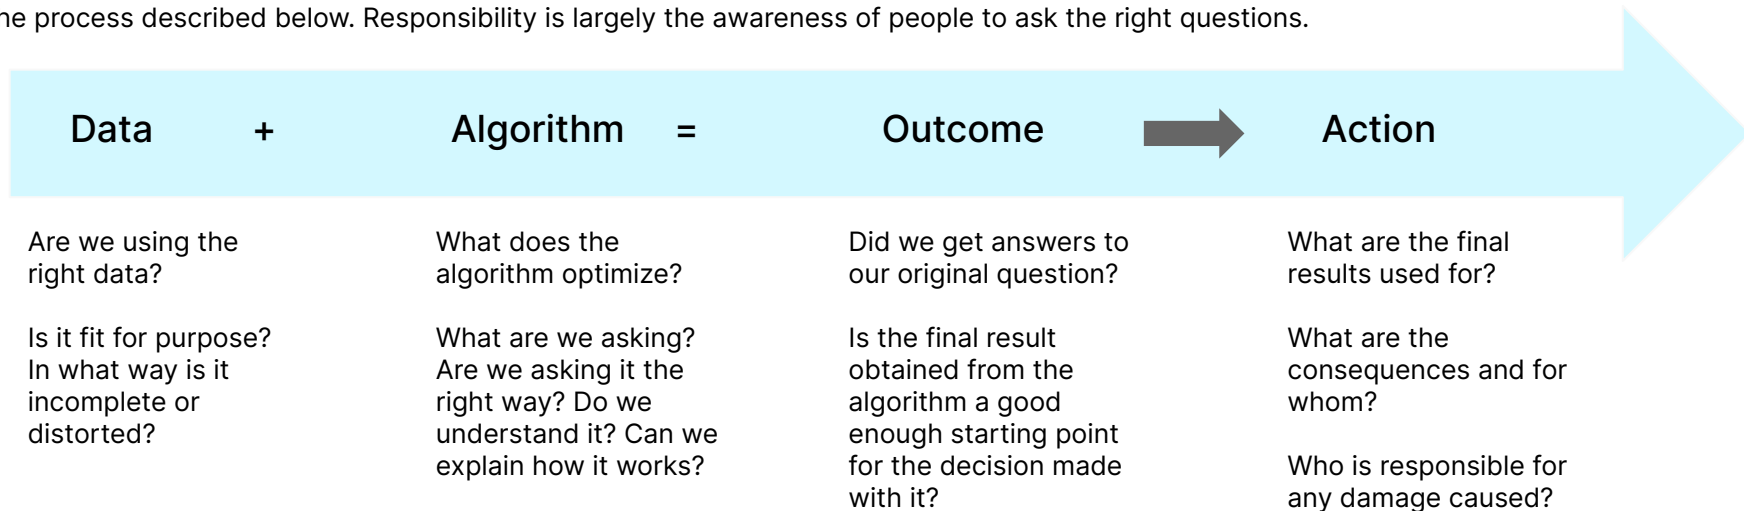 he process described below. Responsibility is largely the awareness of people to ask the right questions.
Data + Algorithm = Outcome Action
Are we using the
right data?
Is it fit for purpose?
In what way is it
incomplete or
distorted?
What does the
algorithm optimize?
What are we asking?
Are we asking it the
right way? Do we
understand it? Can we
explain how it works?
Did we get answers to
our original question?
Is the final result
obtained from the
algorithm a good
enough starting point
for the decision made
with it?
What are the final
results used for?
What are the
consequences and for
whom?
Who is responsible for
any damage caused?